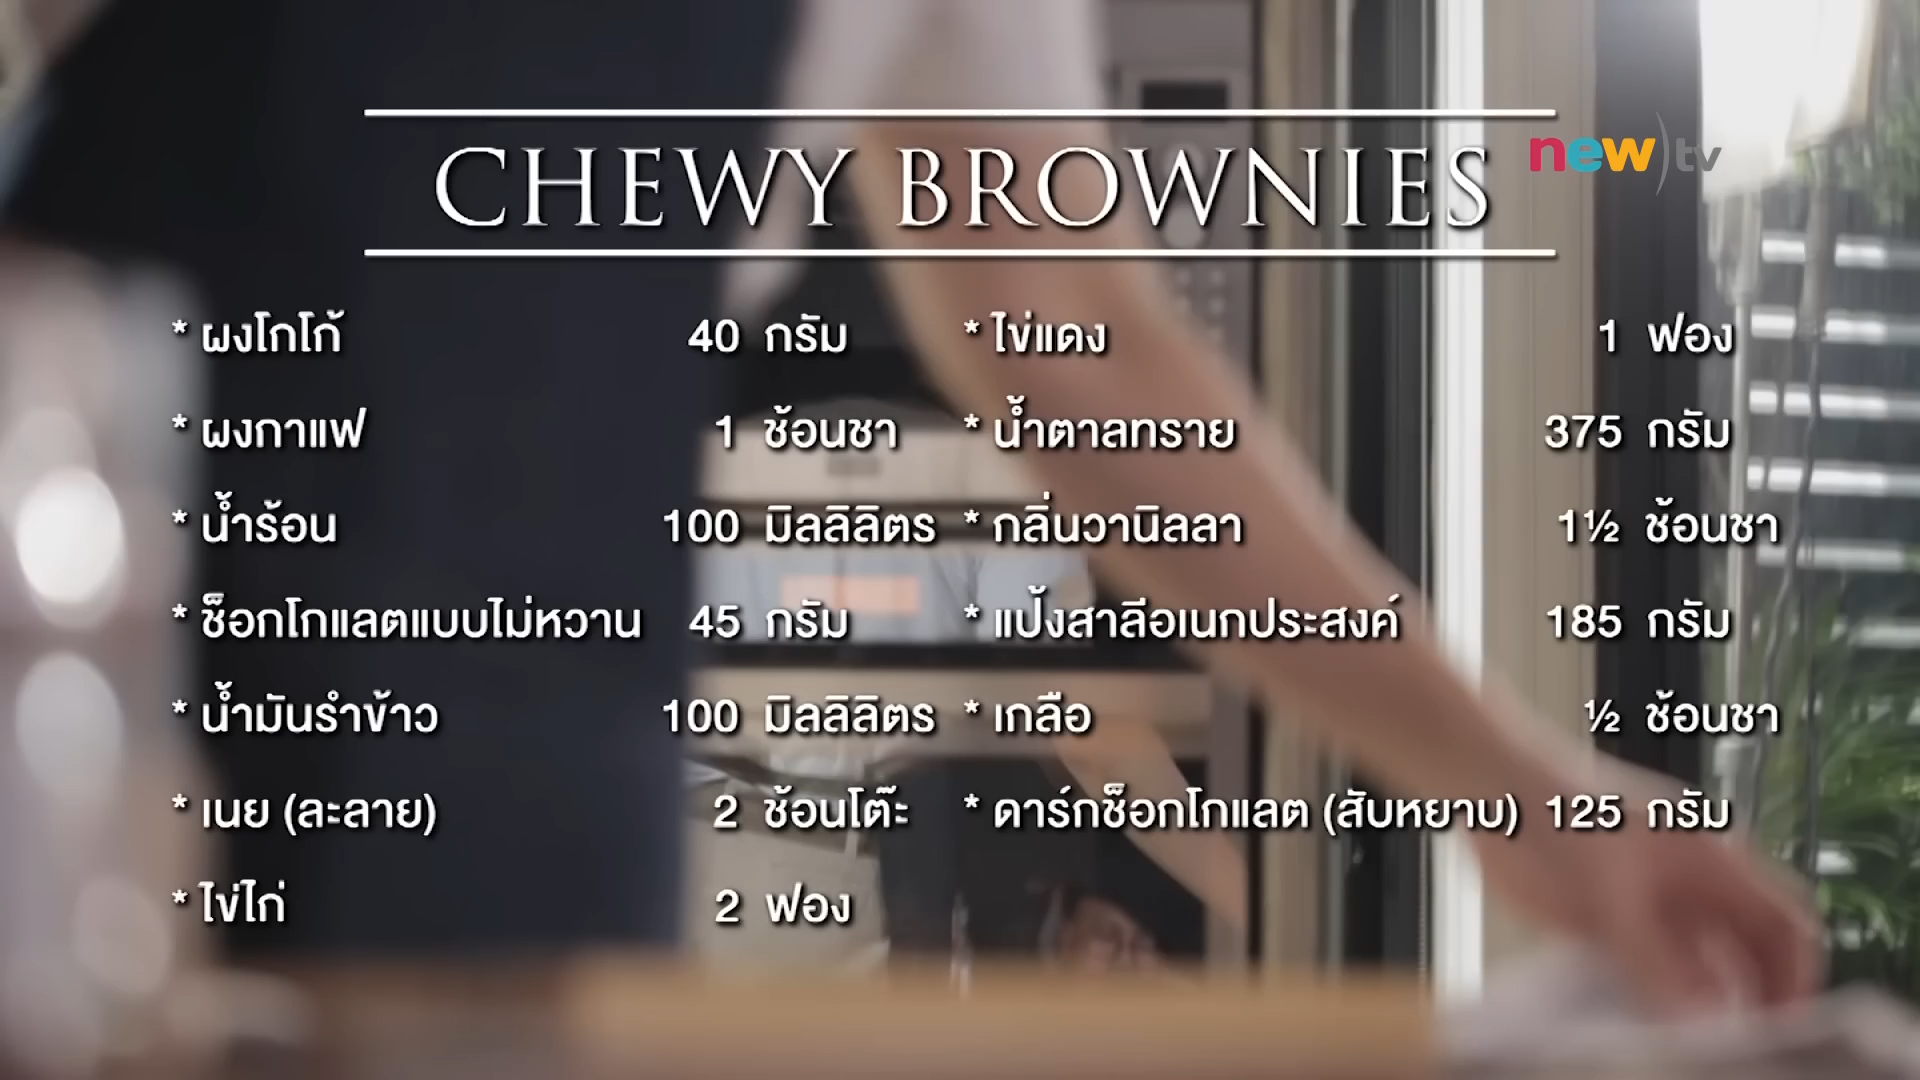 CHEWY BROWNIES
new)tv
* ผงโกโก้ 40 กรัม
* ผงกาแฟ 1 ช้อนชา
* น้ำร้อน 100 มิลลิลิตร
* ช็อกโกแลตแบบไม่หวาน 45 กรัม
* น้ำมันรำข้าว 100 มิลลิลิตร
* เนย (ละลาย) 2 ช้อนโต๊ะ
* ไข่ไก่ 2 ฟอง
* ไข่แดง 1 ฟอง
* น้ำตาลทราย 375 กรัม
* กลิ่นวานิลลา 1½ ช้อนชา
* แป้งสาลีอเนกประสงค์ 185 กรัม
* เกลือ ½ ช้อนชา
* ดาร์กช็อกโกแลต (สับหยาบ) 125 กรัม